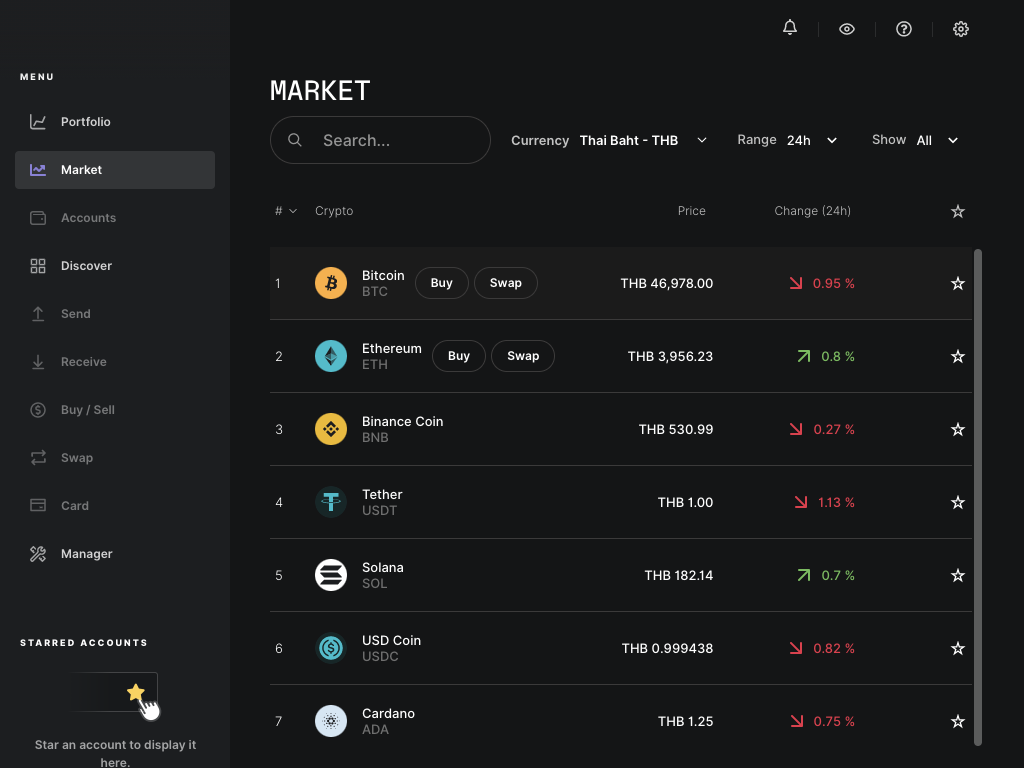 MENU
Portfolio
Market
Accounts
Discover
Send
Receive
Buy / Sell
Swap
Card
Manager
STARRED ACCOUNTS
Star an account to display it
here.
MARKET
Search...
Currency Thai Baht - THB
Range 24h
Show All
# Crypto Price Change (24h)
1 Bitcoin BTC Buy Swap THB 46,978.00 0.95 %
2 Ethereum ETH Buy Swap THB 3,956.23 0.8 %
3 Binance Coin BNB THB 530.99 0.27 %
4 Tether USDT THB 1.00 1.13 %
5 Solana SOL THB 182.14 0.7 %
6 USD Coin USDC THB 0.999438 0.82 %
7 Cardano ADA THB 1.25 0.75 %